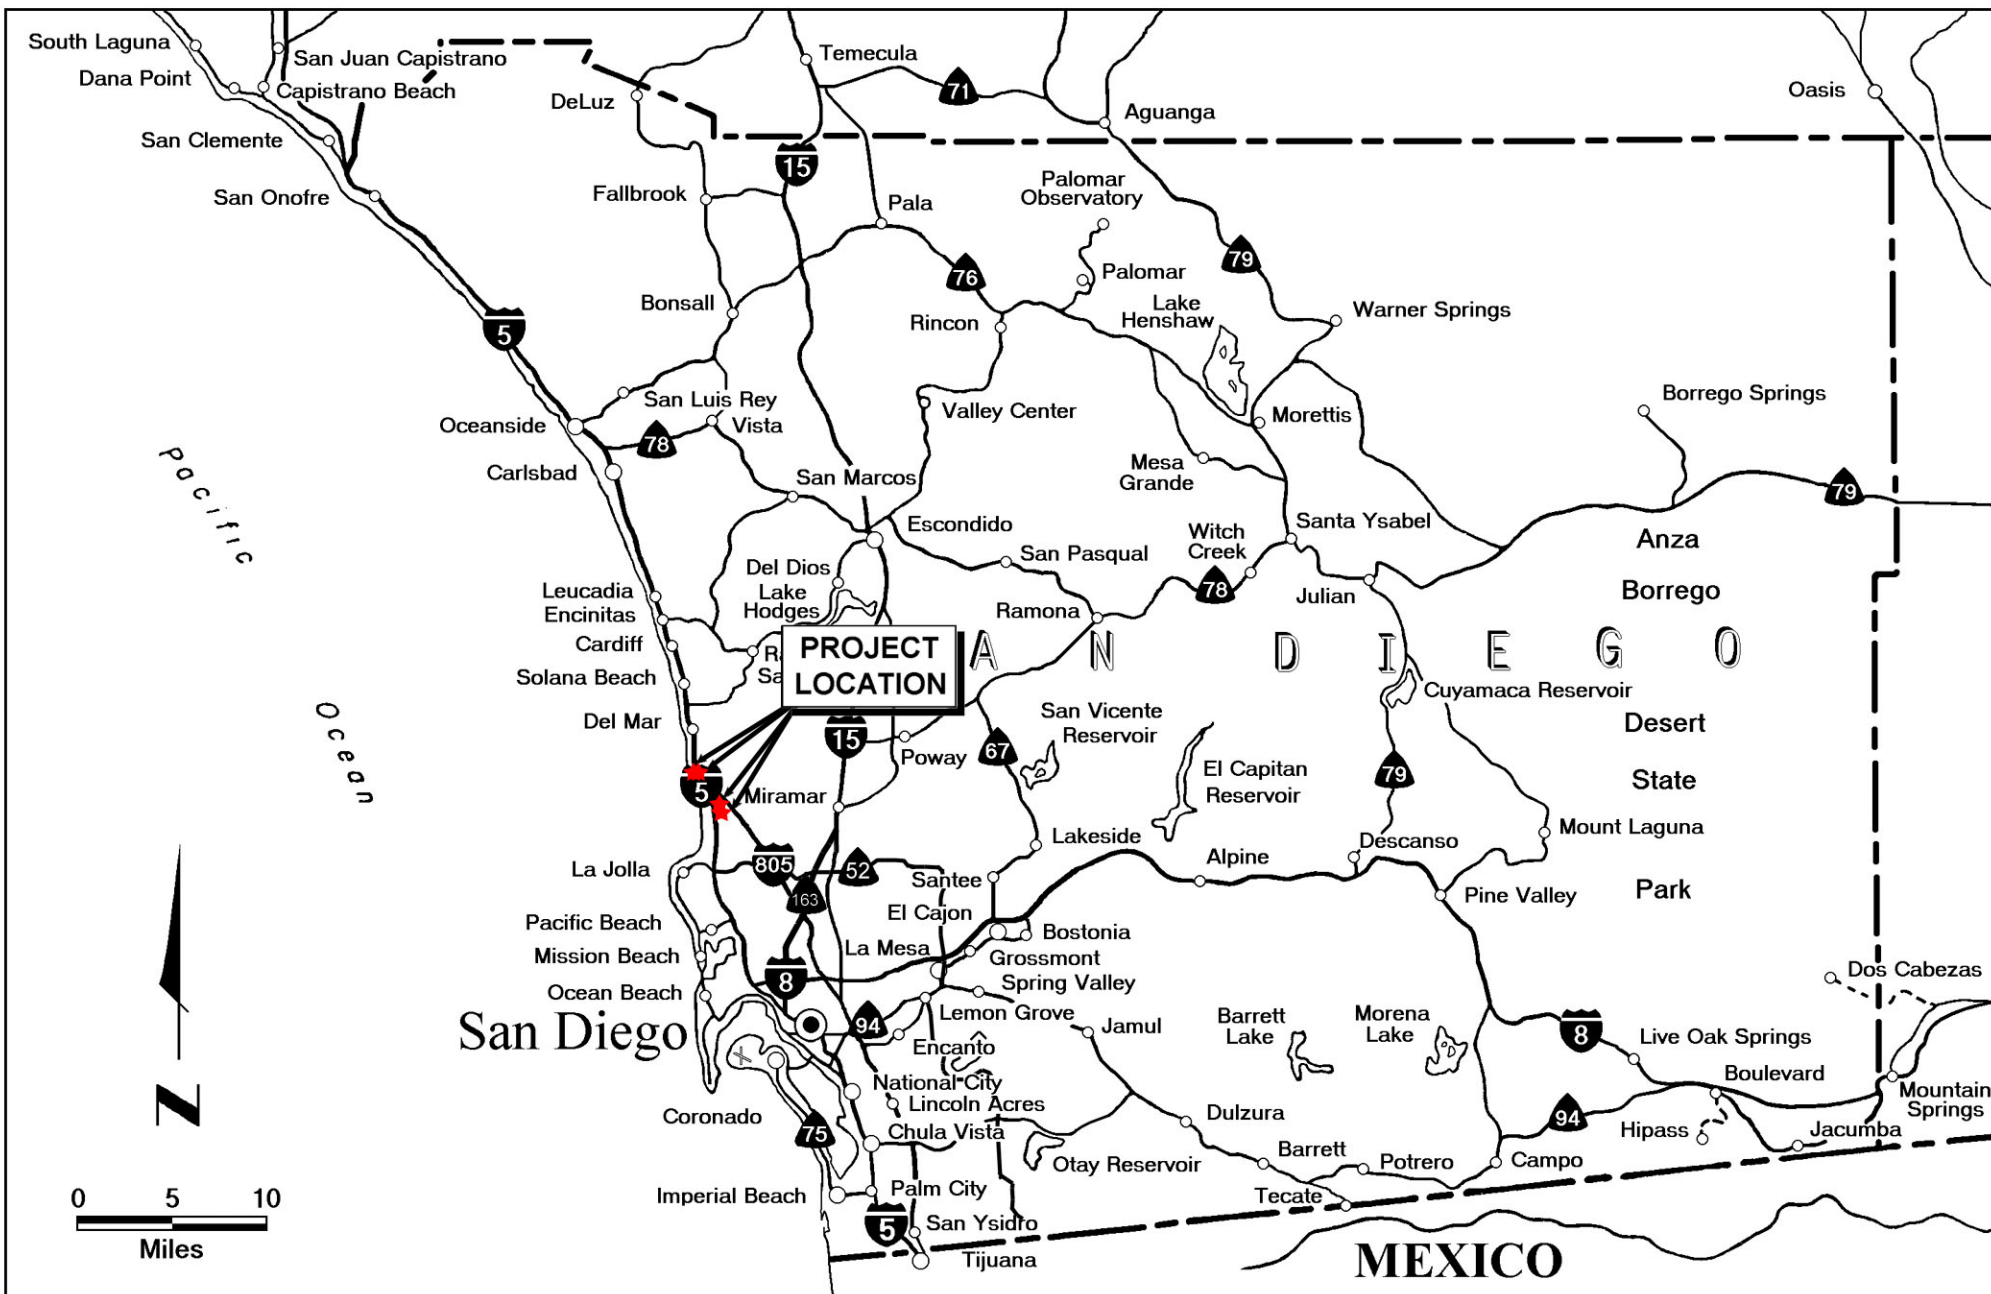 South Laguna
San Juan Capistrano
Dana Point
Capistrano Beach
San Clemente
San Onofre
Temecula
DeLuz
71
Aguanga
Oasis
15
Fallbrook
Pala
Palomar
Observatory
79
76
Palomar
Lake
Henshaw
Warner Springs
Bonsall
Rincon
5
San Luis Rey
Oceanside
Vista
78
Carlsbad
Valley Center
Morettis
Borrego Springs
San Marcos
Mesa
Grande
79
Escondido
Witch
Creek
Santa Ysabel
Anza
San Pasqual
Del Dios
Lake
Hodges
78
Julian
Borrego
Leucadia
Encinitas
Ramona
Cardiff
Solana Beach
PROJECT
LOCATION
A N D I E G O
Ra
Sa
Cuyamaca Reservoir
Del Mar
15
Poway
67
San Vicente
Reservoir
Desert
El Capitan
Reservoir
79
State
5
Miramar
Mount Laguna
Lakeside
Descanso
La Jolla
805
52
163
Santee
Alpine
Pine Valley
Park
El Cajon
Pacific Beach
Bostonia
Mission Beach
La Mesa
Grossmont
8
Spring Valley
Dos Cabezas
Ocean Beach
Lemon Grove
San Diego
94
Jamul
Barrett
Lake
Morena
Lake
8
Live Oak Springs
Encanto
National City
Boulevard
Mountain
Springs
Lincoln Acres
Coronado
75
Chula Vista
Dulzura
94
Hipass
Jacumba
Otay Reservoir
Barrett
Potrero
Campo
Imperial Beach
Palm City
Tecate
5
San Ysidro
Tijuana
MEXICO
Pacific
Ocean
N
0 5 10
Miles